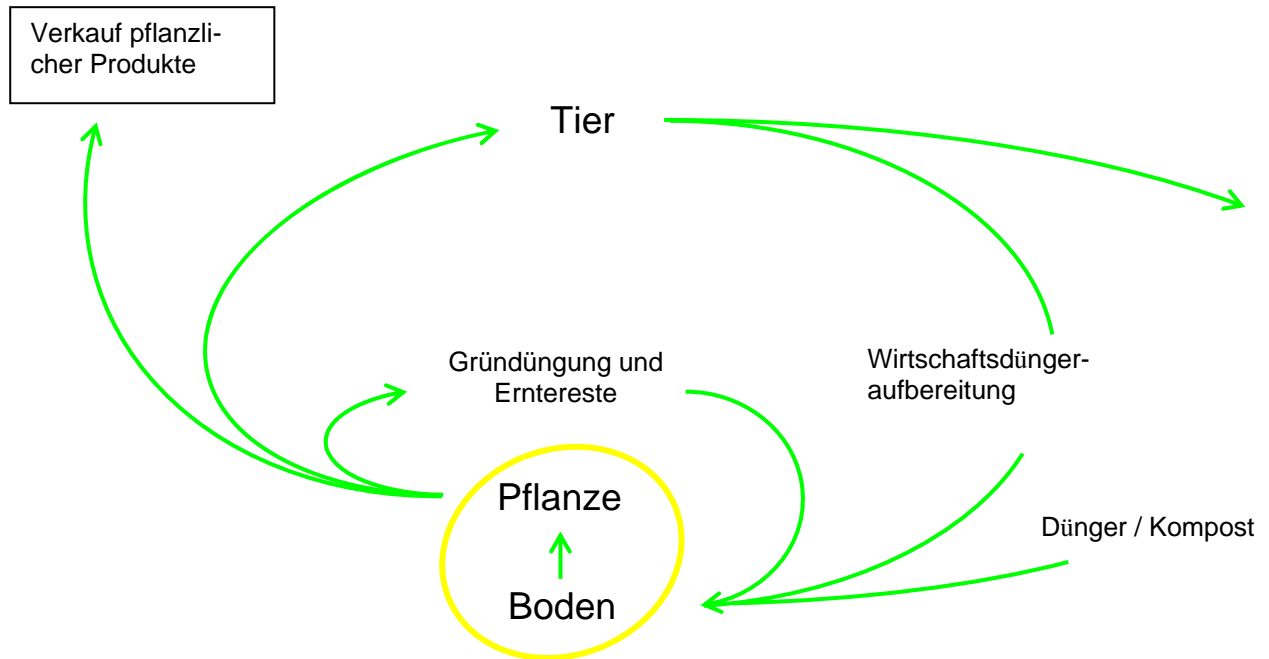 Verkauf pflanzli-
cher Produkte
Tier
Gründüngung und
Erntereste
Wirtschaftsdünger-
aufbereitung
Pflanze
Dünger / Kompost
Boden